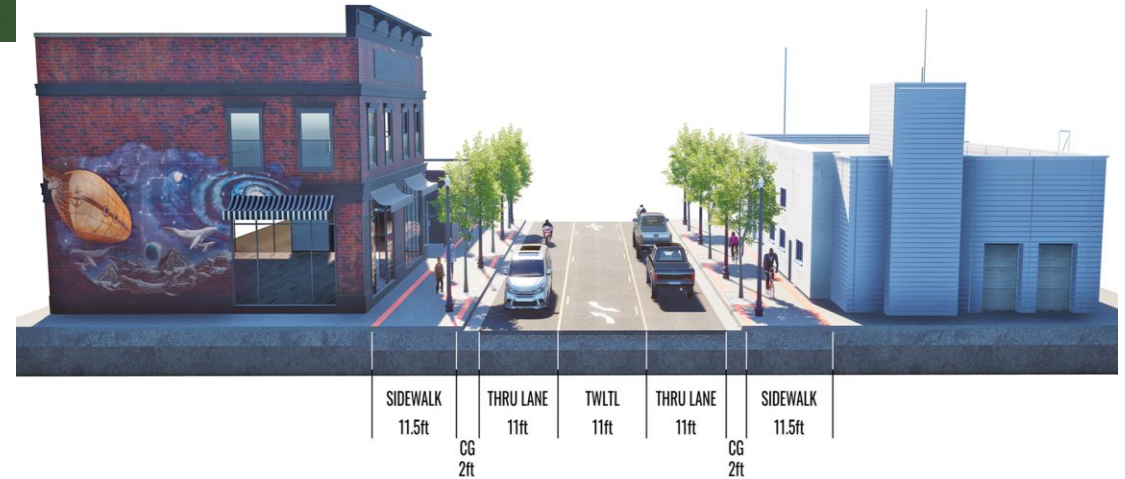 SIDEWALK
11.5ft
CG
2ft
THRU LANE
11ft
TWLTL
11ft
THRU LANE
11ft
CG
2ft
SIDEWALK
11.5ft